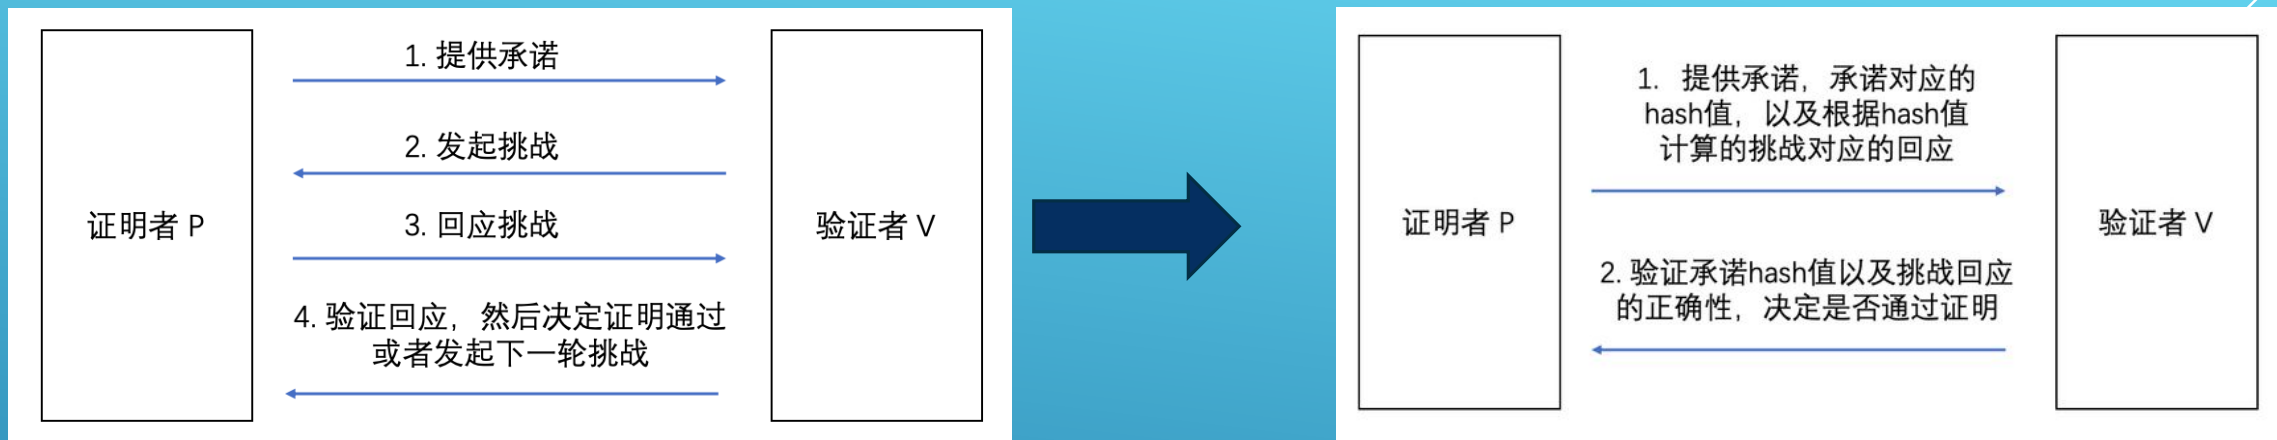 证明者 P
1. 提供承诺
2. 发起挑战
3. 回应挑战
4. 验证回应，然后决定证明通过
或者发起下一轮挑战
验证者 V
证明者 P
1. 提供承诺，承诺对应的
hash值，以及根据hash值
计算的挑战对应的回应
2. 验证承诺hash值以及挑战回应
的正确性，决定是否通过证明
验证者 V